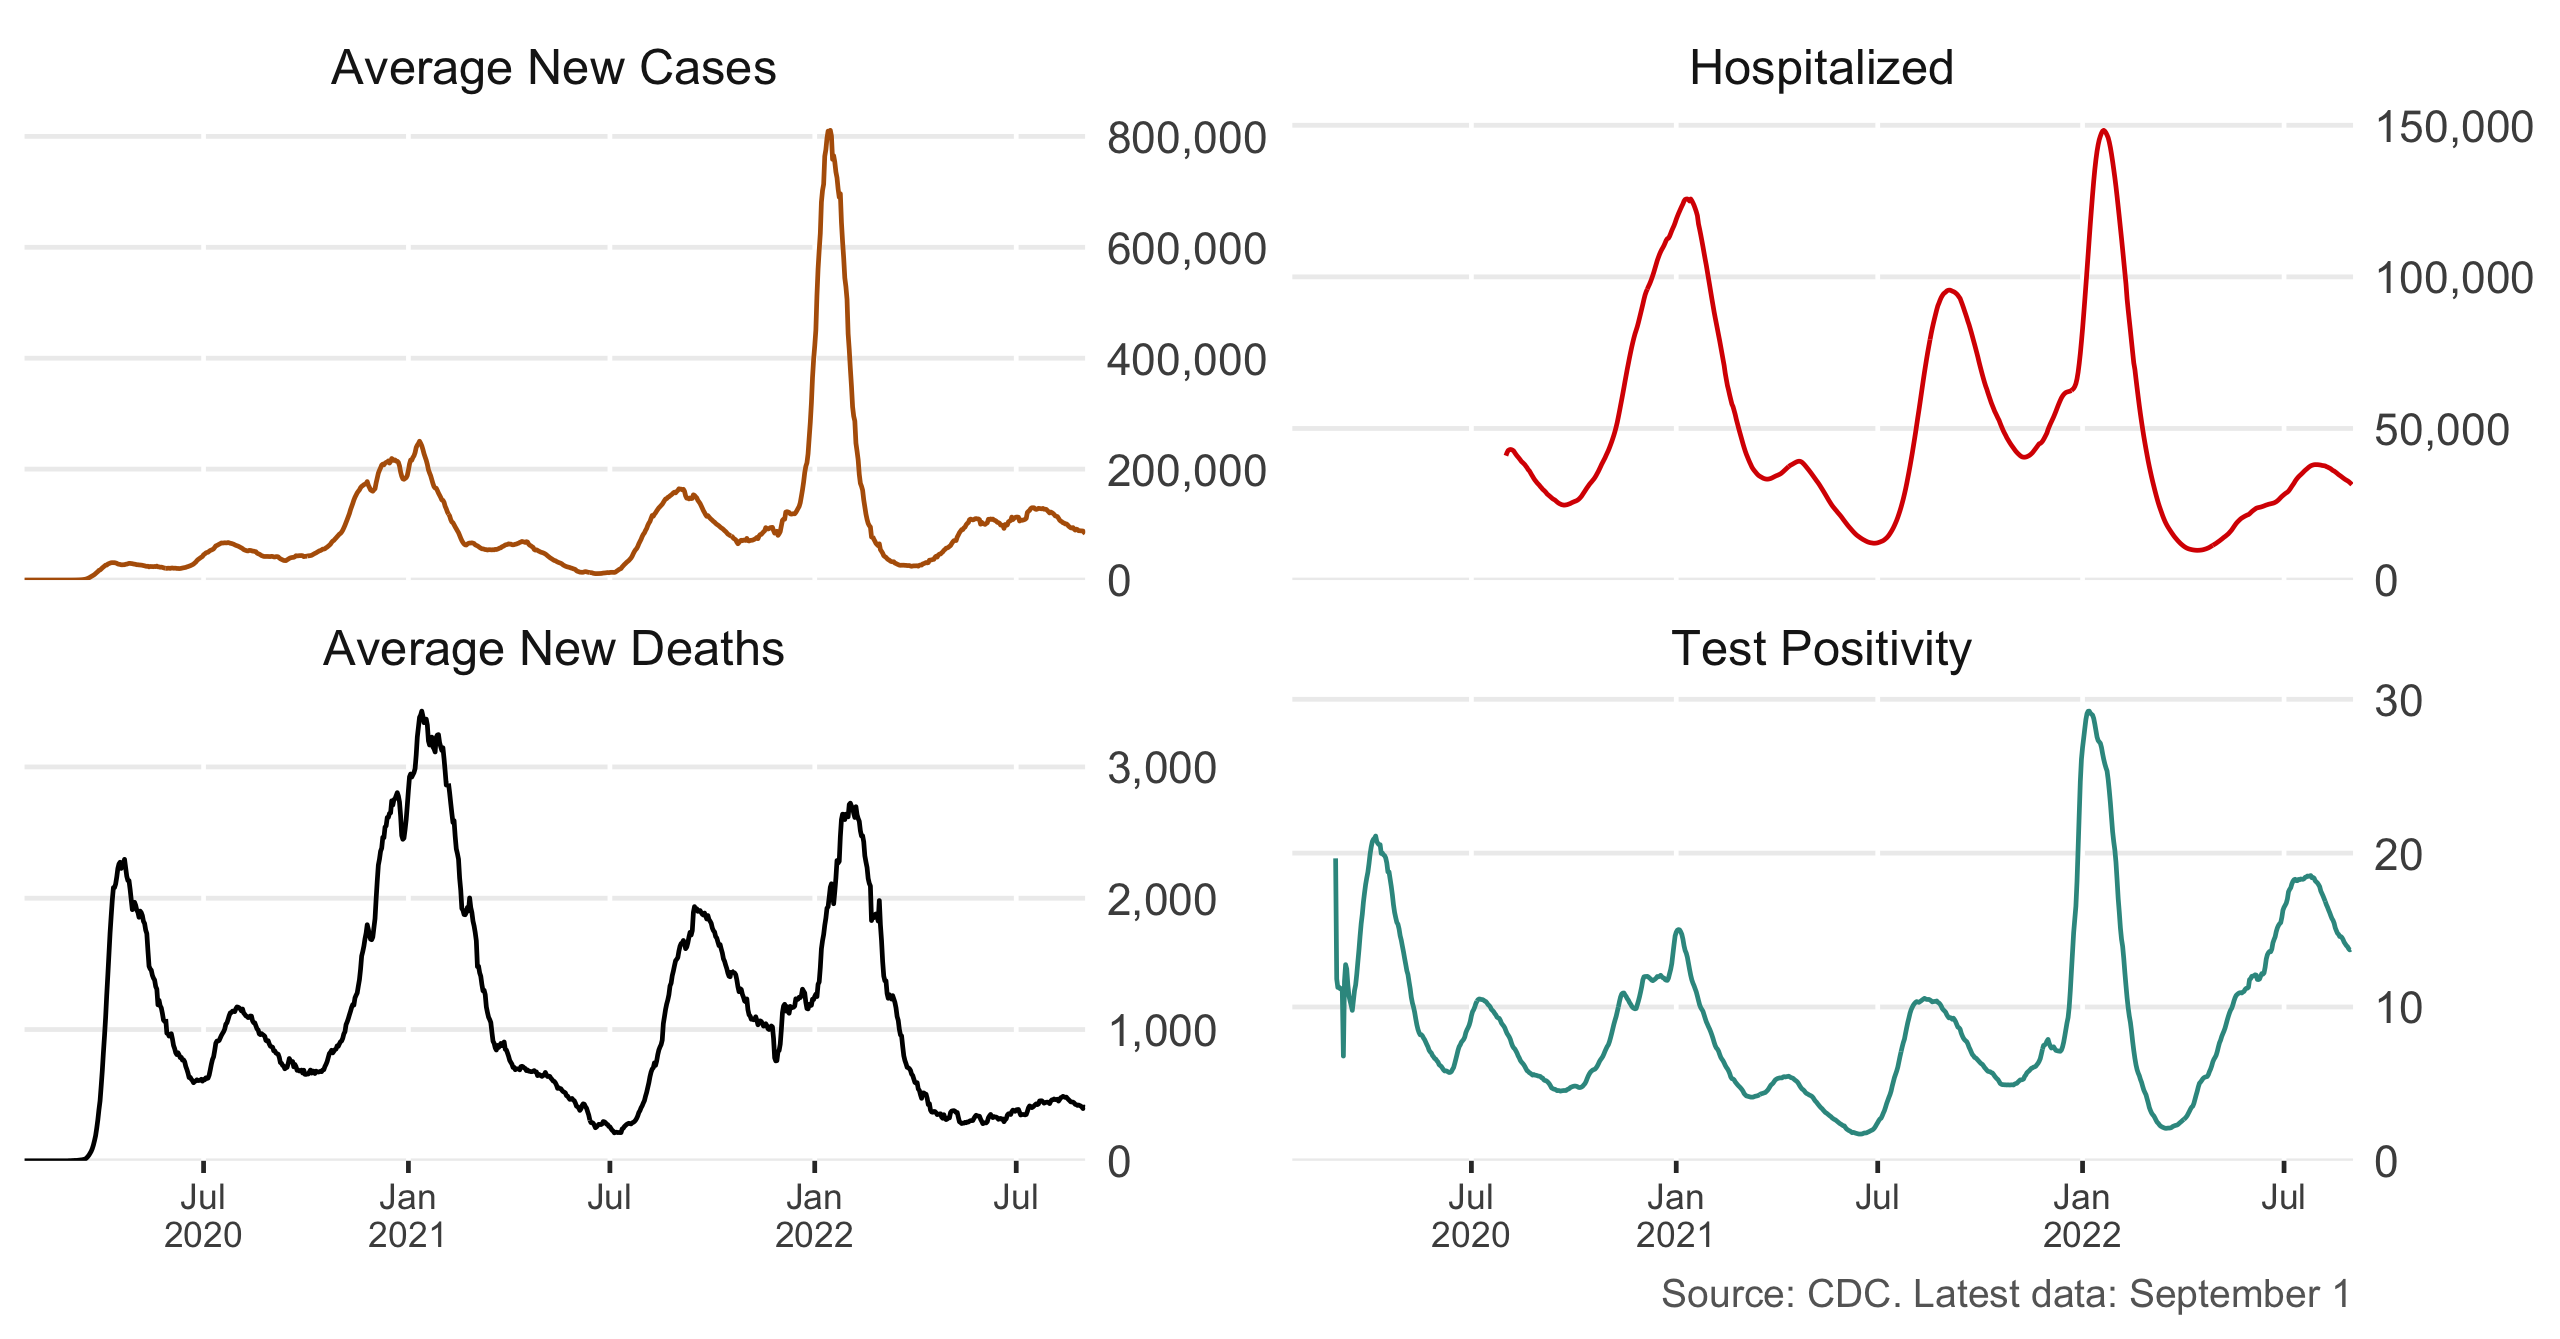 Average New Cases
800,000
600,000
400,000
200,000
0
Hospitalized
150,000
100,000
50,000
0
Average New Deaths
3,000
2,000
1,000
0
Jul
2020
Jan
2021
Jul
Jan
2022
Jul
Test Positivity
30
20
10
0
Jul
2020
Jan
2021
Jul
Jan
2022
Jul
Source: CDC. Latest data: September 1